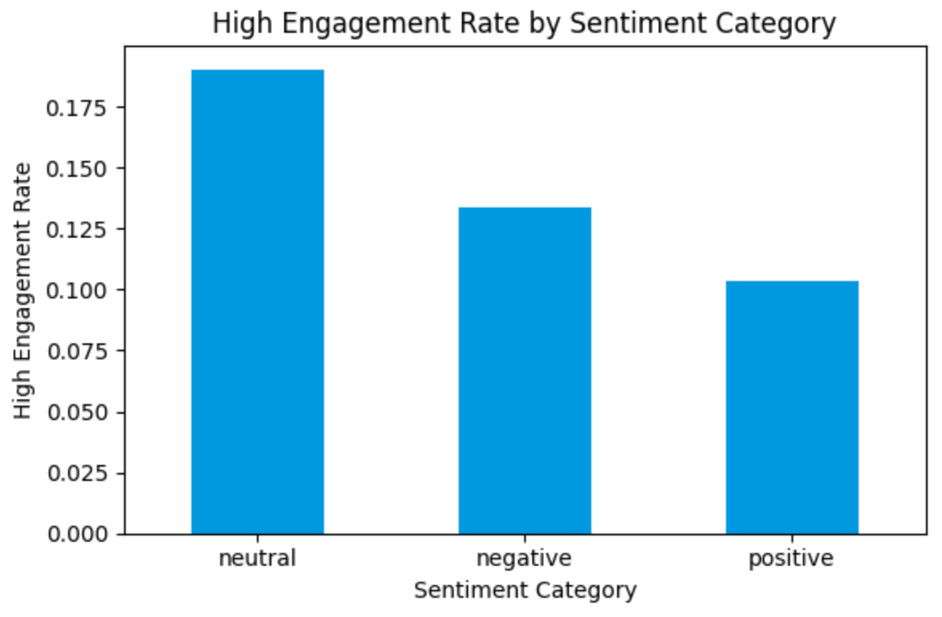 High Engagement Rate by Sentiment Category
High Engagement Rate
0.175
0.150
0.125
0.100
0.075
0.050
0.025
0.000
neutral negative positive
Sentiment Category